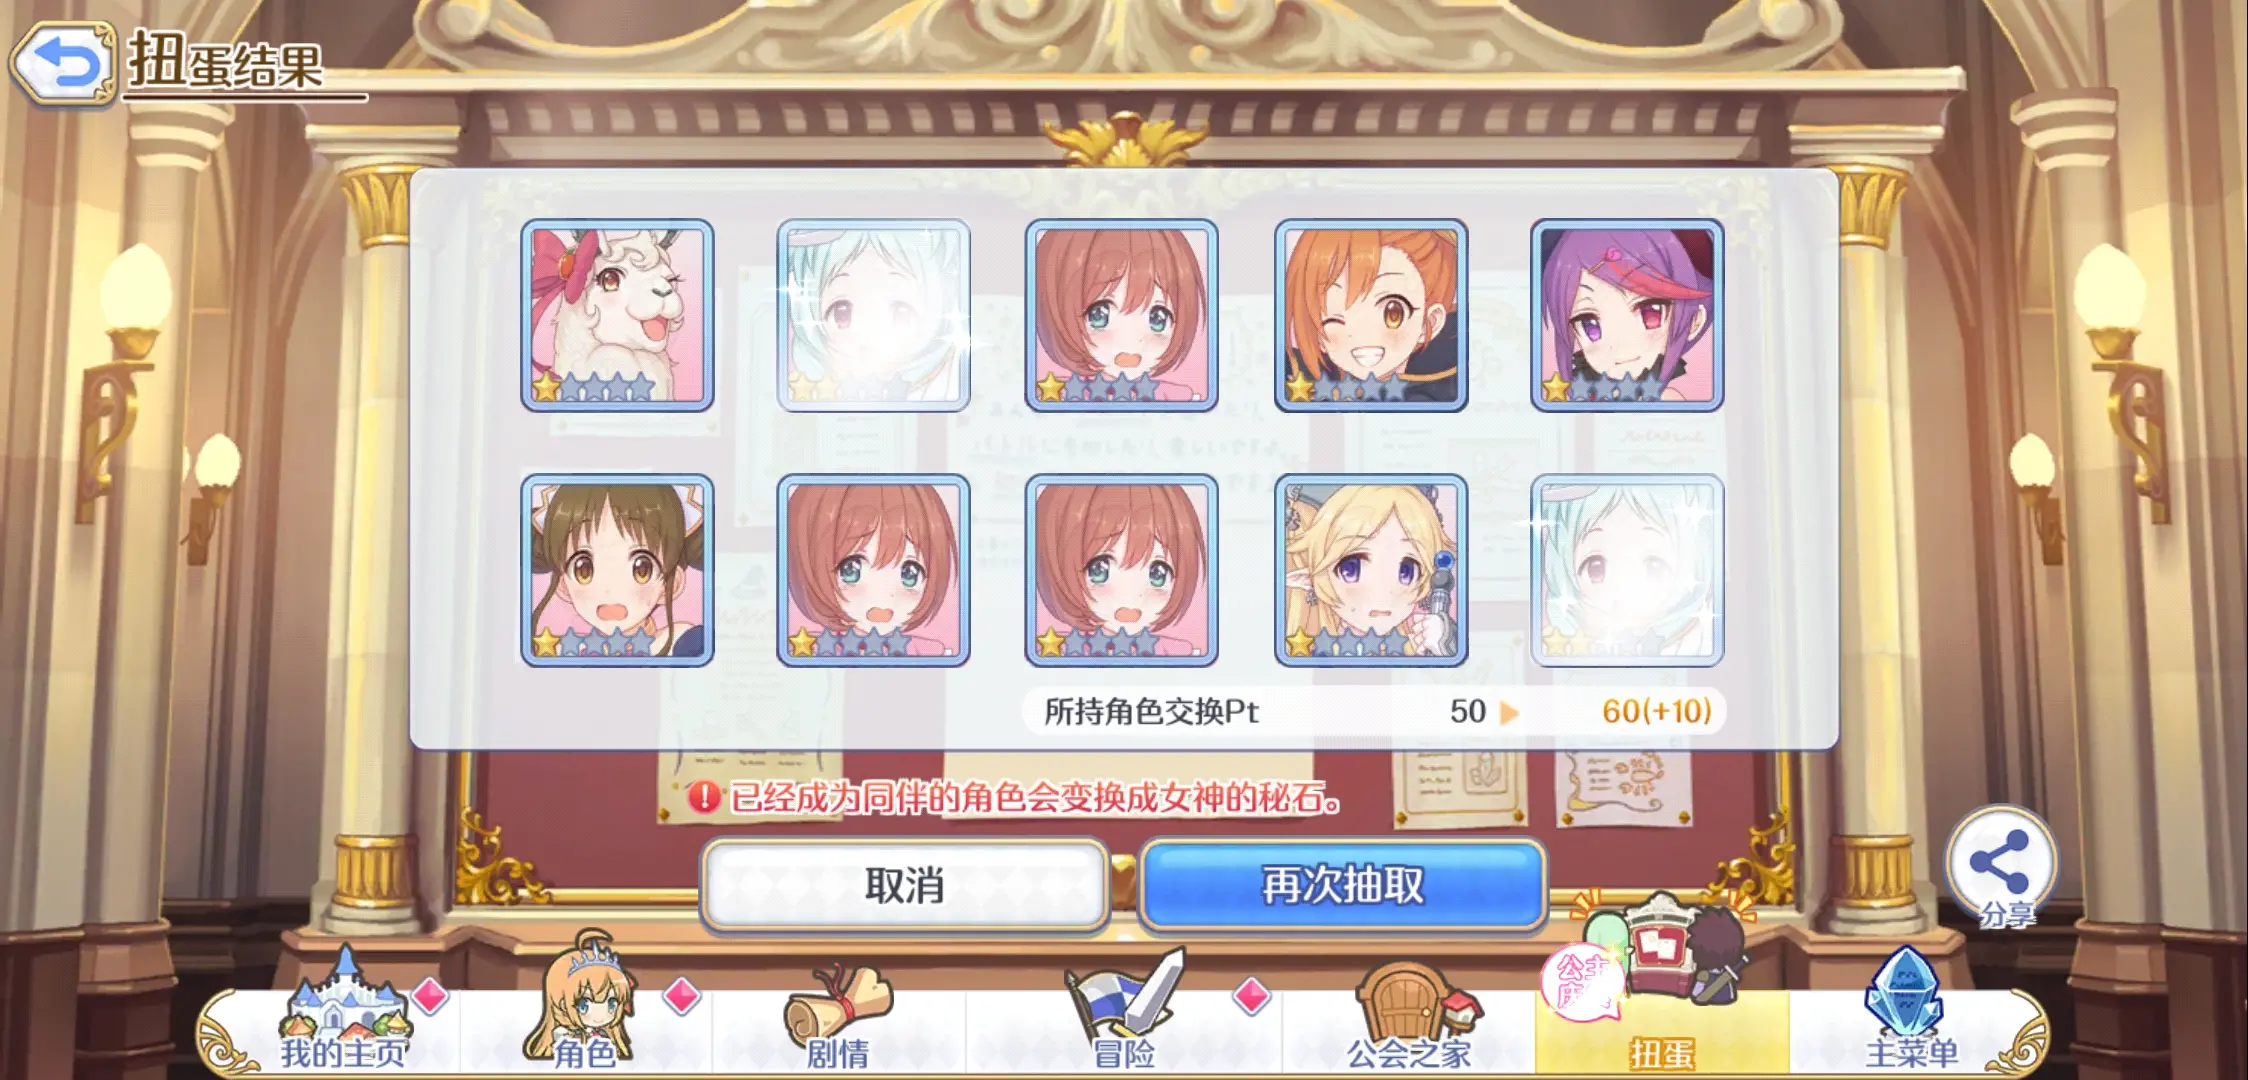 扭蛋结果
所持角色交换Pt 50 60(+10)
已经成为同伴的角色会变换成女神的秘石。
取消
再次抽取
分享
公主
我的主页
角色
剧情
冒险
公会之家
扭蛋
主菜单